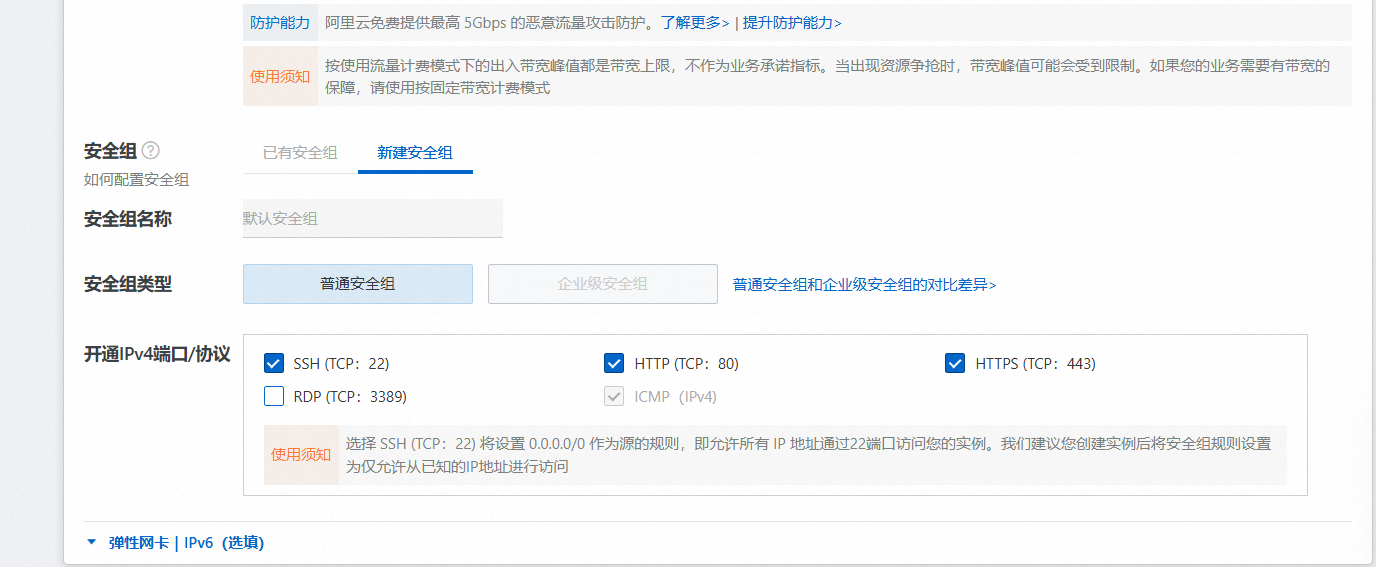 防护能力 阿里云免费提供最高 5Gbps 的恶意流量攻击防护。了解更多> | 提升防护能力>
使用须知 按使用流量计费模式下的出入带宽峰值都是带宽上限，不作为业务承诺指标。当出现资源争抢时，带宽峰值可能会受到限制。如果您的业务需要有带宽的
保障，请使用按固定带宽计费模式
安全组 ? 已有安全组 新建安全组
如何配置安全组
安全组名称 默认安全组
安全组类型 普通安全组 企业级安全组 普通安全组和企业级安全组的对比差异>
开通IPv4端口/协议 SSH (TCP：22) HTTP (TCP：80) HTTPS (TCP：443)
RDP (TCP：3389) ICMP（IPv4）
使用须知 选择 SSH (TCP：22) 将设置 0.0.0.0/0 作为源的规则，即允许所有 IP 地址通过22端口访问您的实例。我们建议您创建实例后将安全组规则设置
为仅允许从已知的IP地址进行访问
弹性网卡 | IPv6（选填）